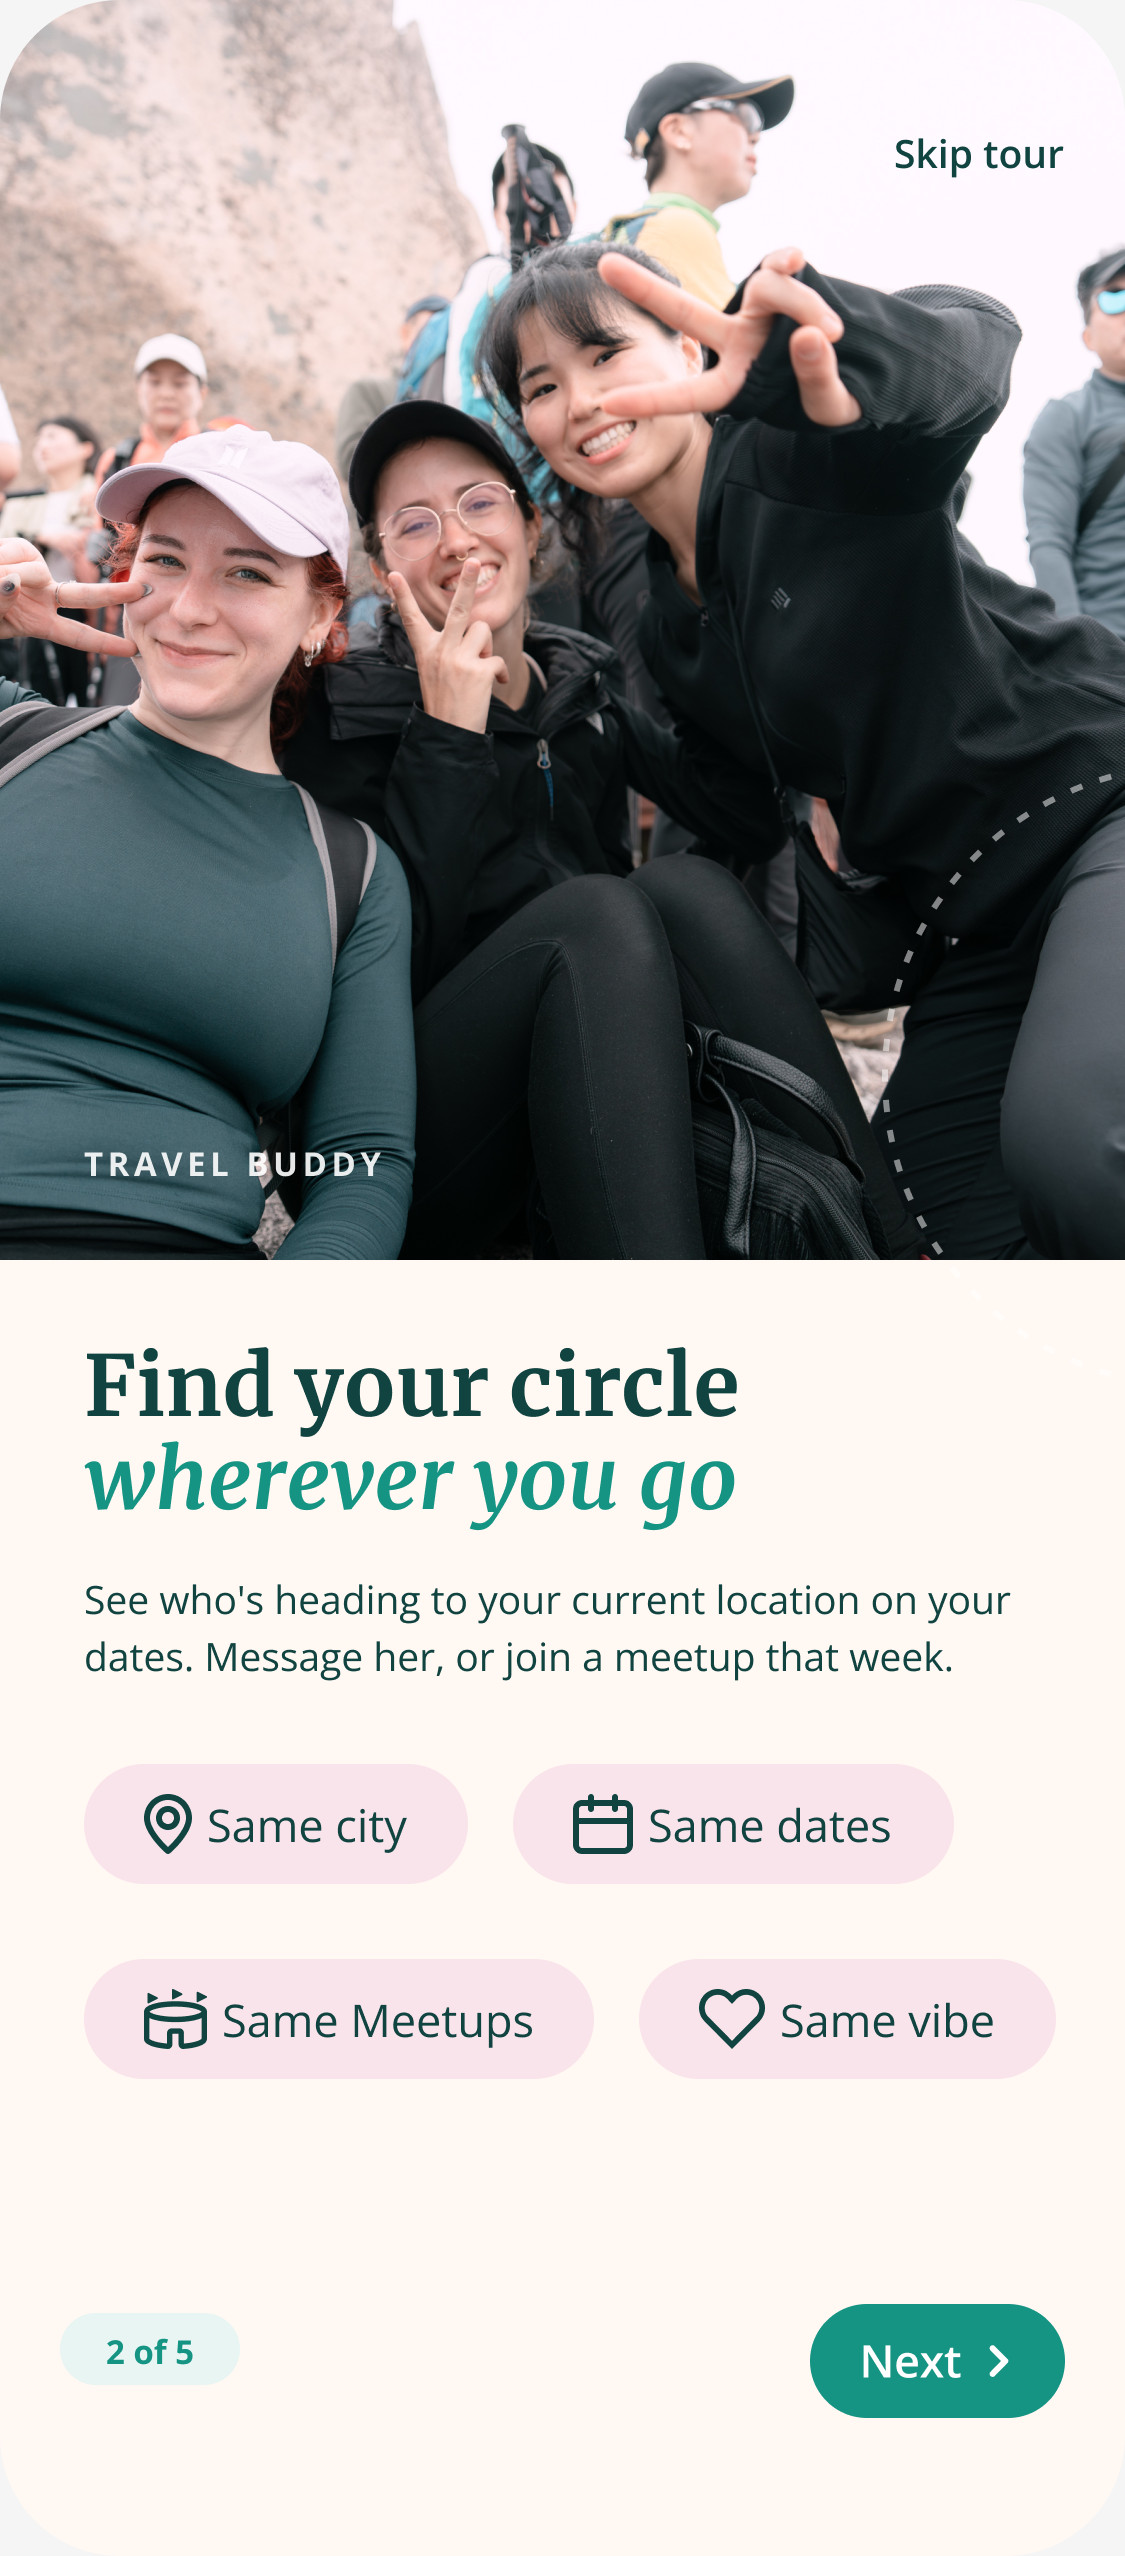 Skip tour
TRAVEL BUDDY
Find your circle
wherever you go
See who's heading to your current location on your
dates. Message her, or join a meetup that week.
Same city
Same dates
Same Meetups
Same vibe
2 of 5
Next